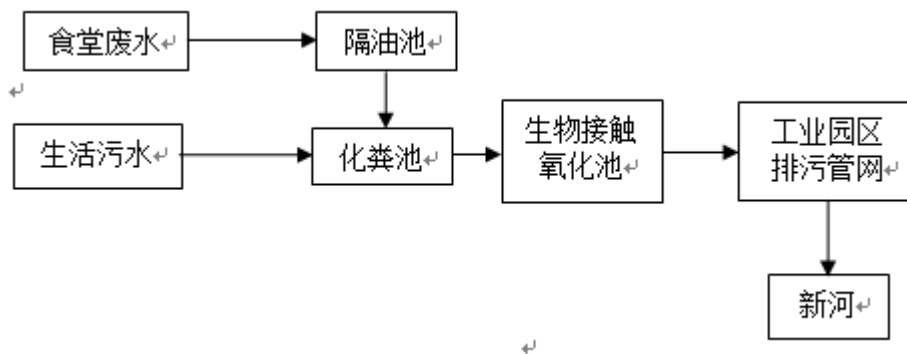 食堂废水
隔油池
生活污水
化粪池
生物接触
氧化池
工业园区
排污管网
新河